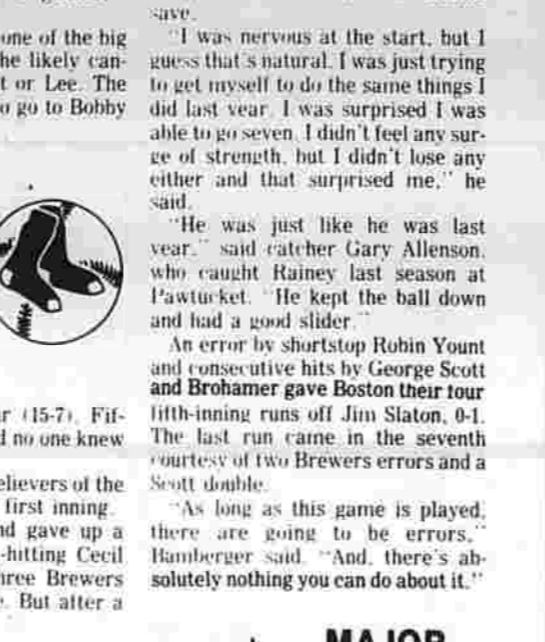 one of the big
he likely can-
t or Lee. The
o go to Bobby
r (15-7). Fif-
d no one knew
elievers of the
first inning.
nd gave up a
-hitting Cecil
hree Brewers
e. But after a
save.
"I was nervous at the start, but I
guess that's natural. I was just trying
to get myself to do the same things I
did last year. I was surprised I was
able to go seven. I didn't feel any sur-
ge of strength, but I didn't lose any
either and that surprised me," he
said.
"He was just like he was last
year," said catcher Gary Allenson,
who caught Rainey last season at
Pawtucket. "He kept the ball down
and had a good slider."
An error by shortstop Robin Yount
and consecutive hits by George Scott
and Brohamer gave Boston their four
fifth-inning runs off Jim Slaton, 0-1.
The last run came in the seventh
courtesy of two Brewers errors and a
Scott double.
"As long as this game is played,
there are going to be errors,"
Bamberger said. "And, there's ab-
solutely nothing you can do about it."
MAJOR